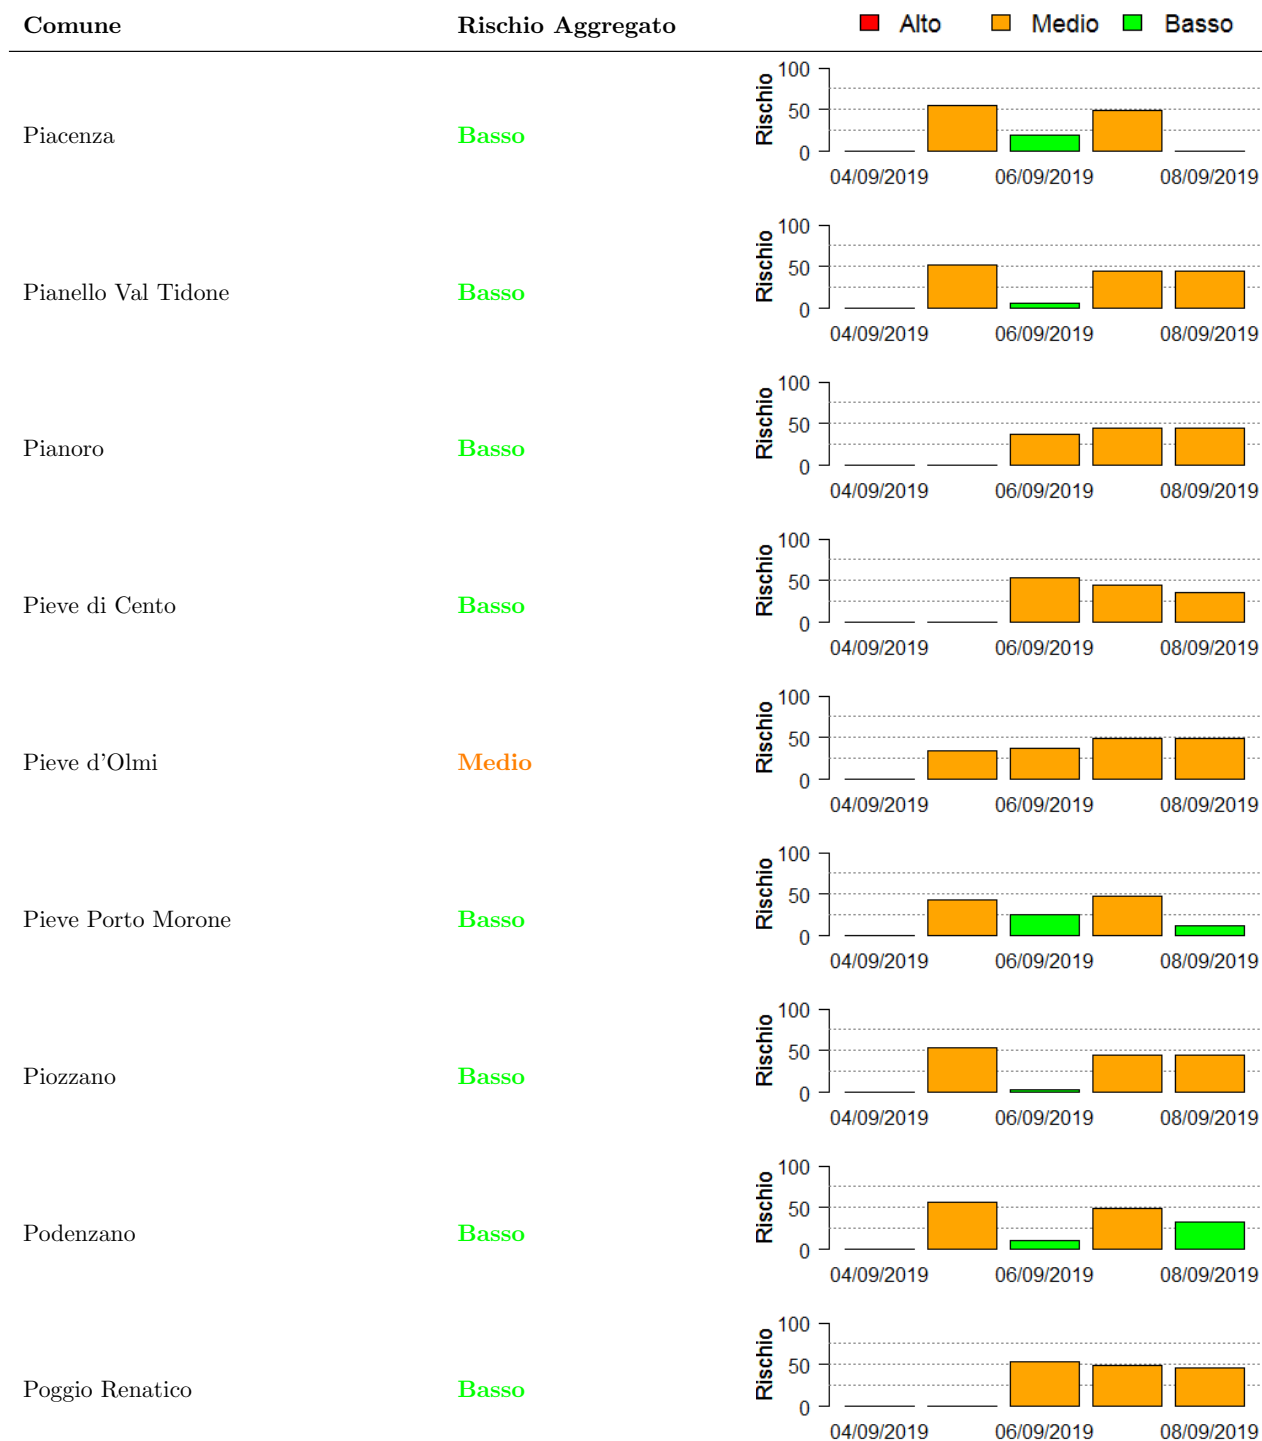 Comune Rischio Aggregato Alto Medio Basso
Piacenza Basso
Rischio
100
50
0
04/09/2019 06/09/2019 08/09/2019
Pianello Val Tidone Basso
Rischio
100
50
0
04/09/2019 06/09/2019 08/09/2019
Pianoro Basso
Rischio
100
50
0
04/09/2019 06/09/2019 08/09/2019
Pieve di Cento Basso
Rischio
100
50
0
04/09/2019 06/09/2019 08/09/2019
Pieve d'Olmi Medio
Rischio
100
50
0
04/09/2019 06/09/2019 08/09/2019
Pieve Porto Morone Basso
Rischio
100
50
0
04/09/2019 06/09/2019 08/09/2019
Piozzano Basso
Rischio
100
50
0
04/09/2019 06/09/2019 08/09/2019
Podenzano Basso
Rischio
100
50
0
04/09/2019 06/09/2019 08/09/2019
Poggio Renatico Basso
Rischio
100
50
0
04/09/2019 06/09/2019 08/09/2019